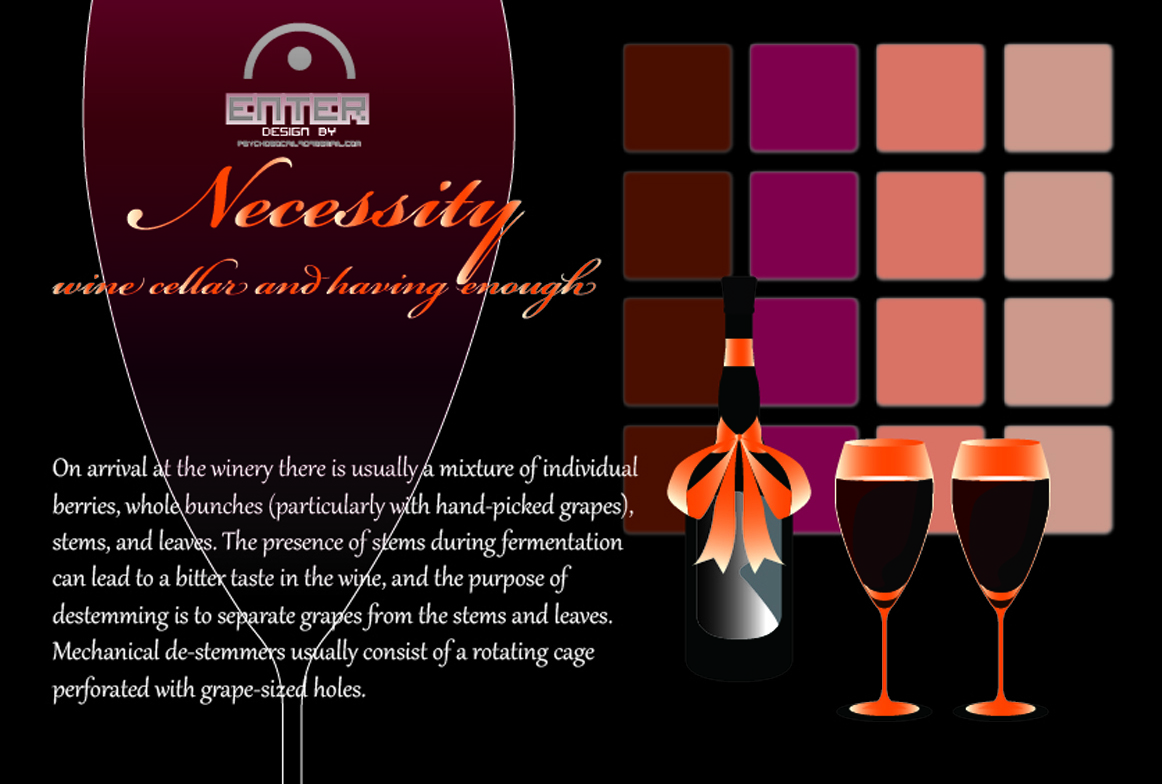 ENTER
DESIGN BY
Necessity
wine cellar and having enough
On arrival at the winery there is usually a mixture of individual
berries, whole bunches (particularly with hand-picked grapes),
stems, and leaves. The presence of stems during fermentation
can lead to a bitter taste in the wine, and the purpose of
destemming is to separate grapes from the stems and leaves.
Mechanical de-stemmers usually consist of a rotating cage
perforated with grape-sized holes.